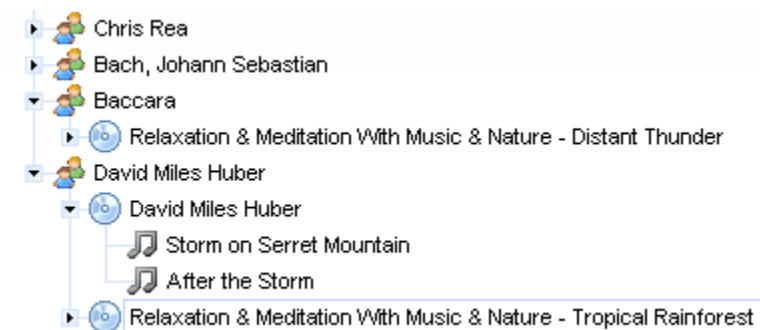 Chris Rea
Bach, Johann Sebastian
Baccara
Relaxation & Meditation With Music & Nature - Distant Thunder
David Miles Huber
David Miles Huber
Storm on Serret Mountain
After the Storm
Relaxation & Meditation With Music & Nature - Tropical Rainforest